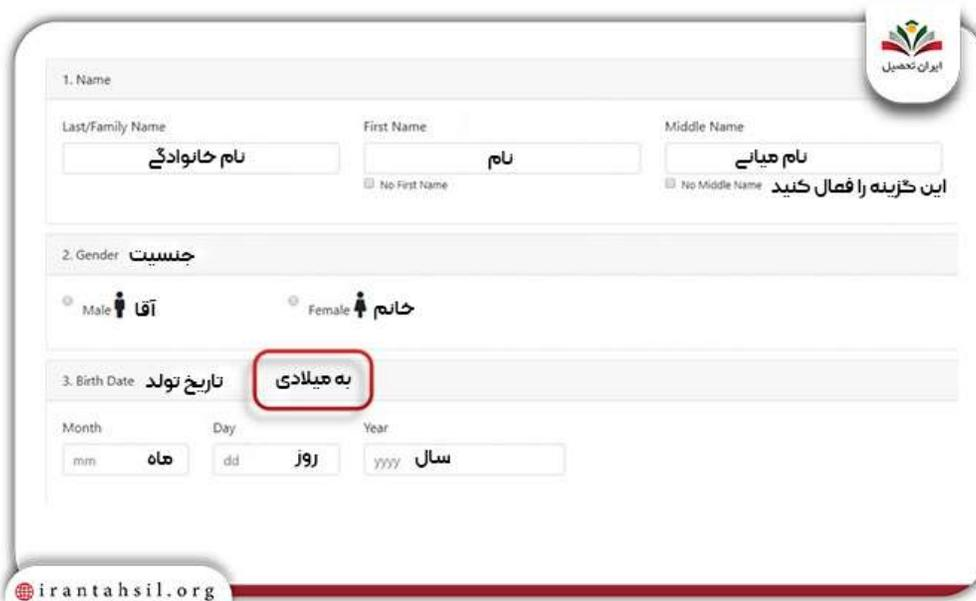 ایران تحصیل
1. Name
Last/Family Name First Name Middle Name
نام خانوادگی نام نام میانی
No First Name No Middle Name این گزینه را فعال کنید
2. Gender جنسیت
Male آقا Female خانم
3. Birth Date تاریخ تولد به میلادی
Month Day Year
mm ماه dd روز yyyy سال
irantahsil.org